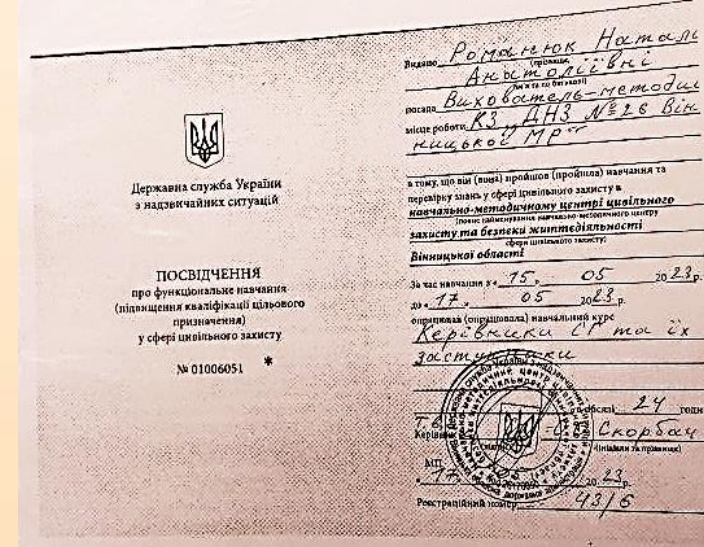 Державна служба України
з надзвичайних ситуацій
ПОСВІДЧЕННЯ
про функціональне навчання
(підвищення кваліфікації цільового
призначення)
у сфері цивільного захисту
№ 01006051 *
Видано Романюк Наталі
(прізвище,
Анатоліївні
ім'я та по батькові)
посада Вихователь-методис
місце роботи КЗ "ДНЗ №26 Він
ницької МР"
в тому, що він (вона) пройшов (пройшла) навчання та
перевірку знань у сфері цивільного захисту в
навчально-методичному центрі цивільного
(повне найменування навчально-методичного центру
захисту та безпеки життєдіяльності
сфери цивільного захисту)
Вінницької області
За час навчання з « 15 » 05 20 23 р.
до « 17 » 05 20 23 р.
опрацював (опрацювала) навчальний курс
Керівники СГ та їх
заступники
в обсязі 24 годи
Т.в.
Керівн Скорбач
(ініціали та прізвище)
МП
« 17 » 05 20 23 р.
Реєстраційний номер 43/6